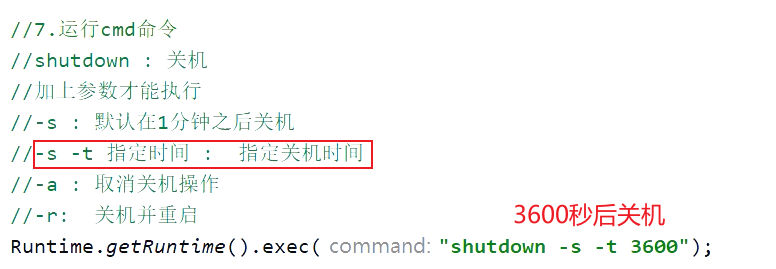 //7.运行cmd命令
//shutdown : 关机
//加上参数才能执行
//-s : 默认在1分钟之后关机
//-s -t 指定时间 :  指定关机时间
//-a : 取消关机操作
//-r:  关机并重启
3600秒后关机
Runtime.getRuntime().exec( command: "shutdown -s -t 3600");